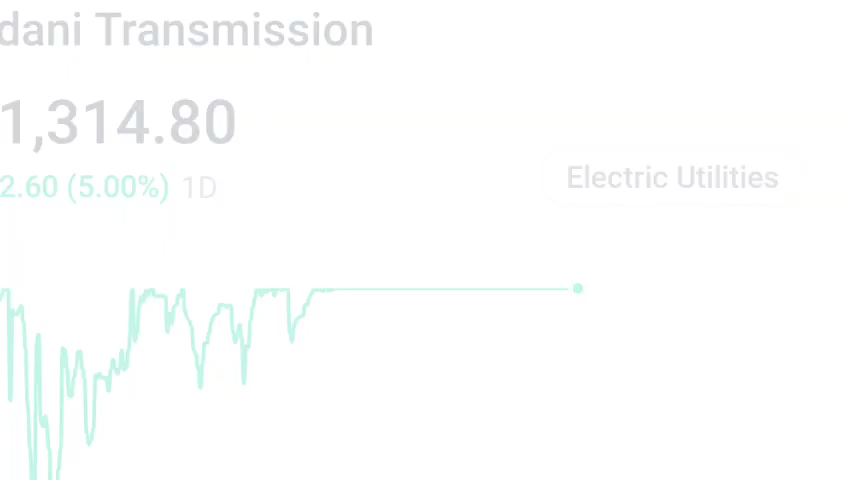 dani Transmission
1,314.80
2.60 (5.00%) 1D
Electric Utilities